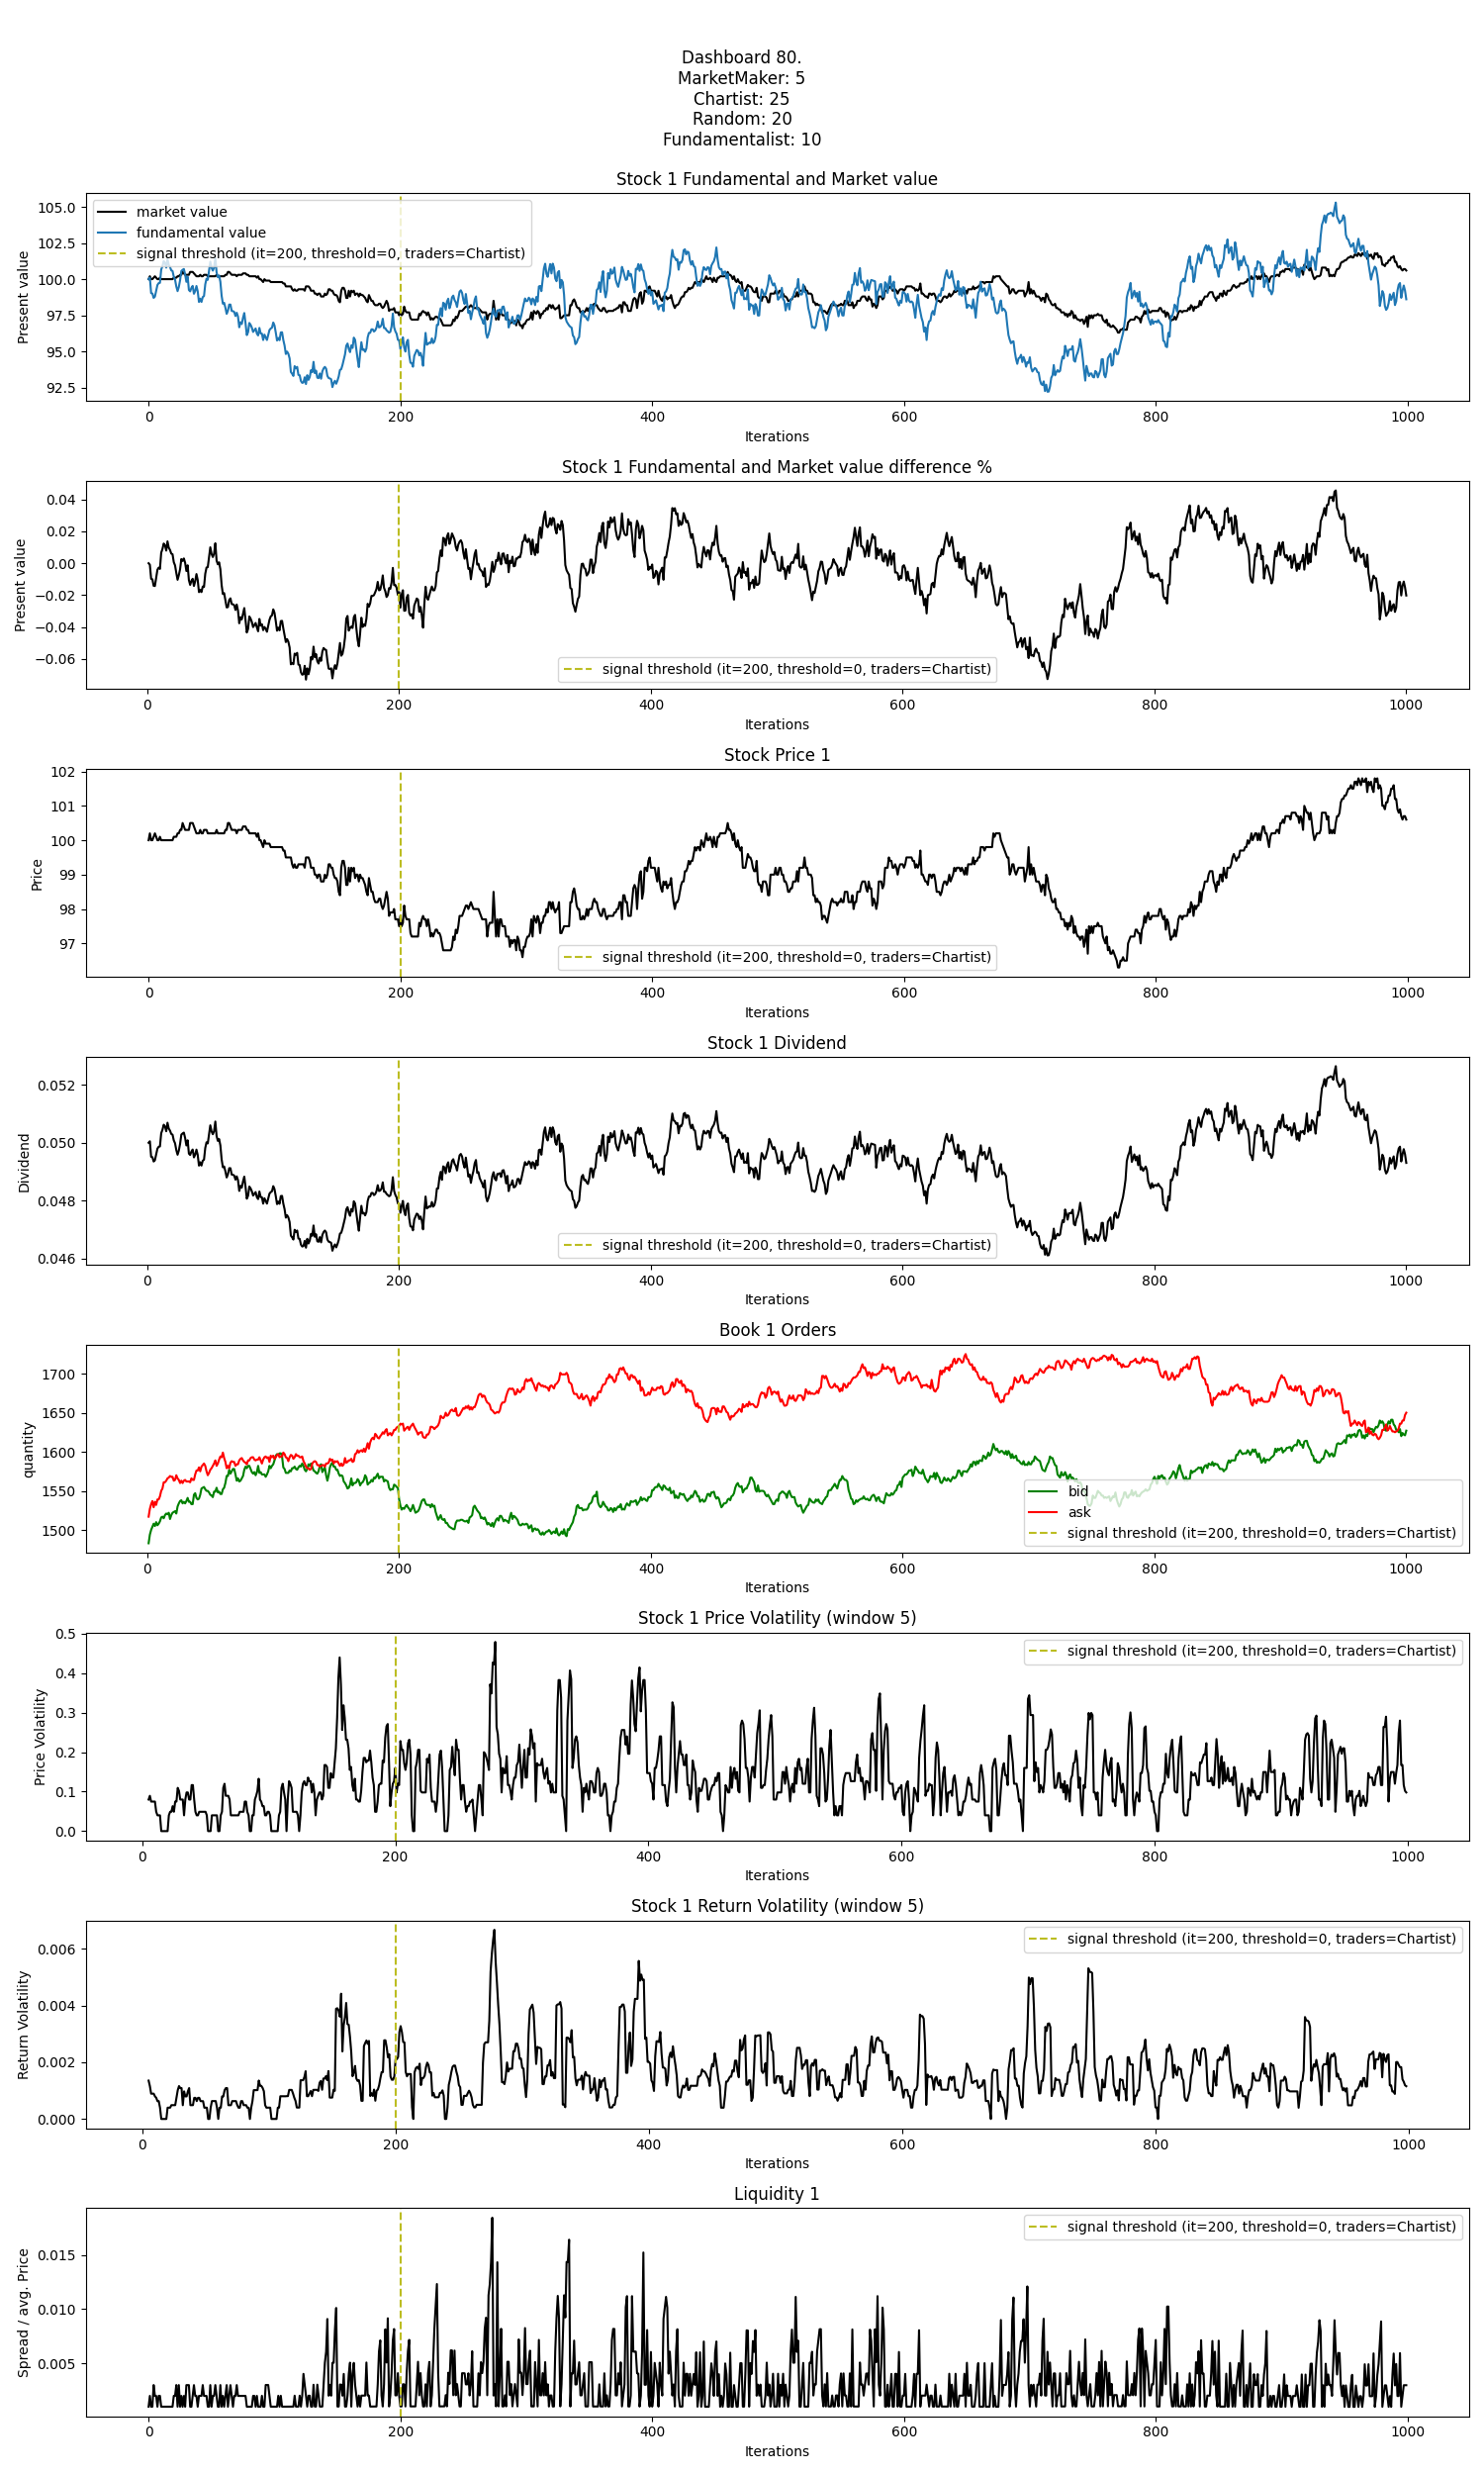 Dashboard 80.
MarketMaker: 5
Chartist: 25
Random: 20
Fundamentalist: 10
Stock 1 Fundamental and Market value
105.0
102.5
100.0
97.5
95.0
92.5
Present value
market value
fundamental value
signal threshold (it=200, threshold=0, traders=Chartist)
0 200 400 600 800 1000
Iterations
Stock 1 Fundamental and Market value difference %
0.04
0.02
0.00
−0.02
−0.04
−0.06
Present value
signal threshold (it=200, threshold=0, traders=Chartist)
0 200 400 600 800 1000
Iterations
Stock Price 1
102
101
100
99
98
97
Price
signal threshold (it=200, threshold=0, traders=Chartist)
0 200 400 600 800 1000
Iterations
Stock 1 Dividend
0.052
0.050
0.048
0.046
Dividend
signal threshold (it=200, threshold=0, traders=Chartist)
0 200 400 600 800 1000
Iterations
Book 1 Orders
1700
1650
1600
1550
1500
quantity
bid
ask
signal threshold (it=200, threshold=0, traders=Chartist)
0 200 400 600 800 1000
Iterations
Stock 1 Price Volatility (window 5)
0.5
0.4
0.3
0.2
0.1
0.0
Price Volatility
signal threshold (it=200, threshold=0, traders=Chartist)
0 200 400 600 800 1000
Iterations
Stock 1 Return Volatility (window 5)
0.006
0.004
0.002
0.000
Return Volatility
signal threshold (it=200, threshold=0, traders=Chartist)
0 200 400 600 800 1000
Iterations
Liquidity 1
0.015
0.010
0.005
Spread / avg. Price
signal threshold (it=200, threshold=0, traders=Chartist)
0 200 400 600 800 1000
Iterations